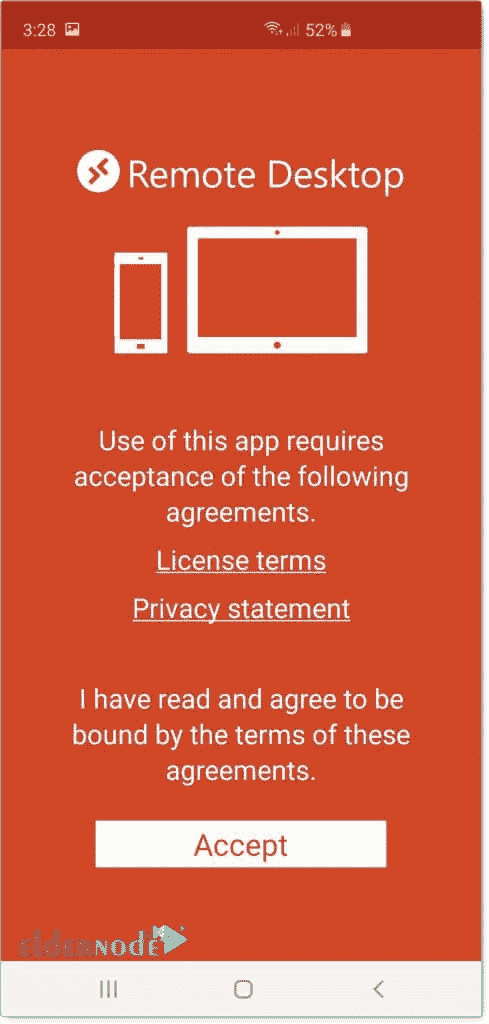 3:28 52%
Remote Desktop
Use of this app requires
acceptance of the following
agreements.
License terms
Privacy statement
I have read and agree to be
bound by the terms of these
agreements.
Accept
elderNODE